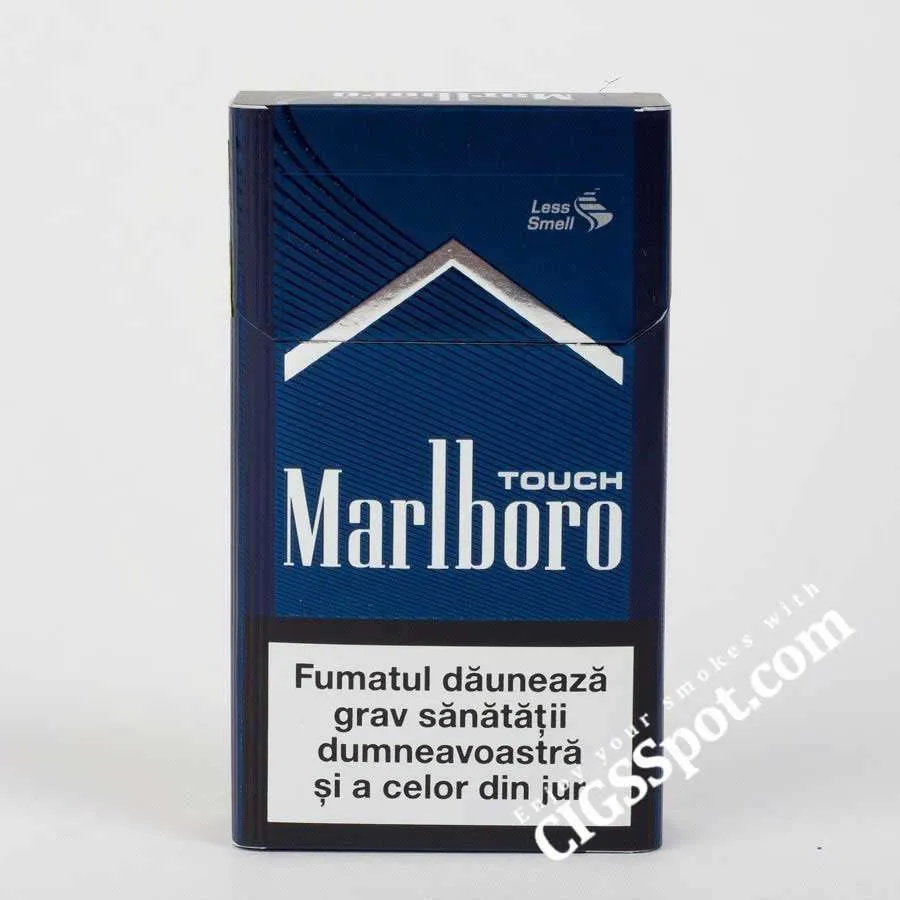 Marlboro
Less
Smell
TOUCH
Marlboro
Fumatul dăunează
grav sănătății
dumneavoastră
și a celor din jur
Enjoy your smokes with
CIGSSpot.com